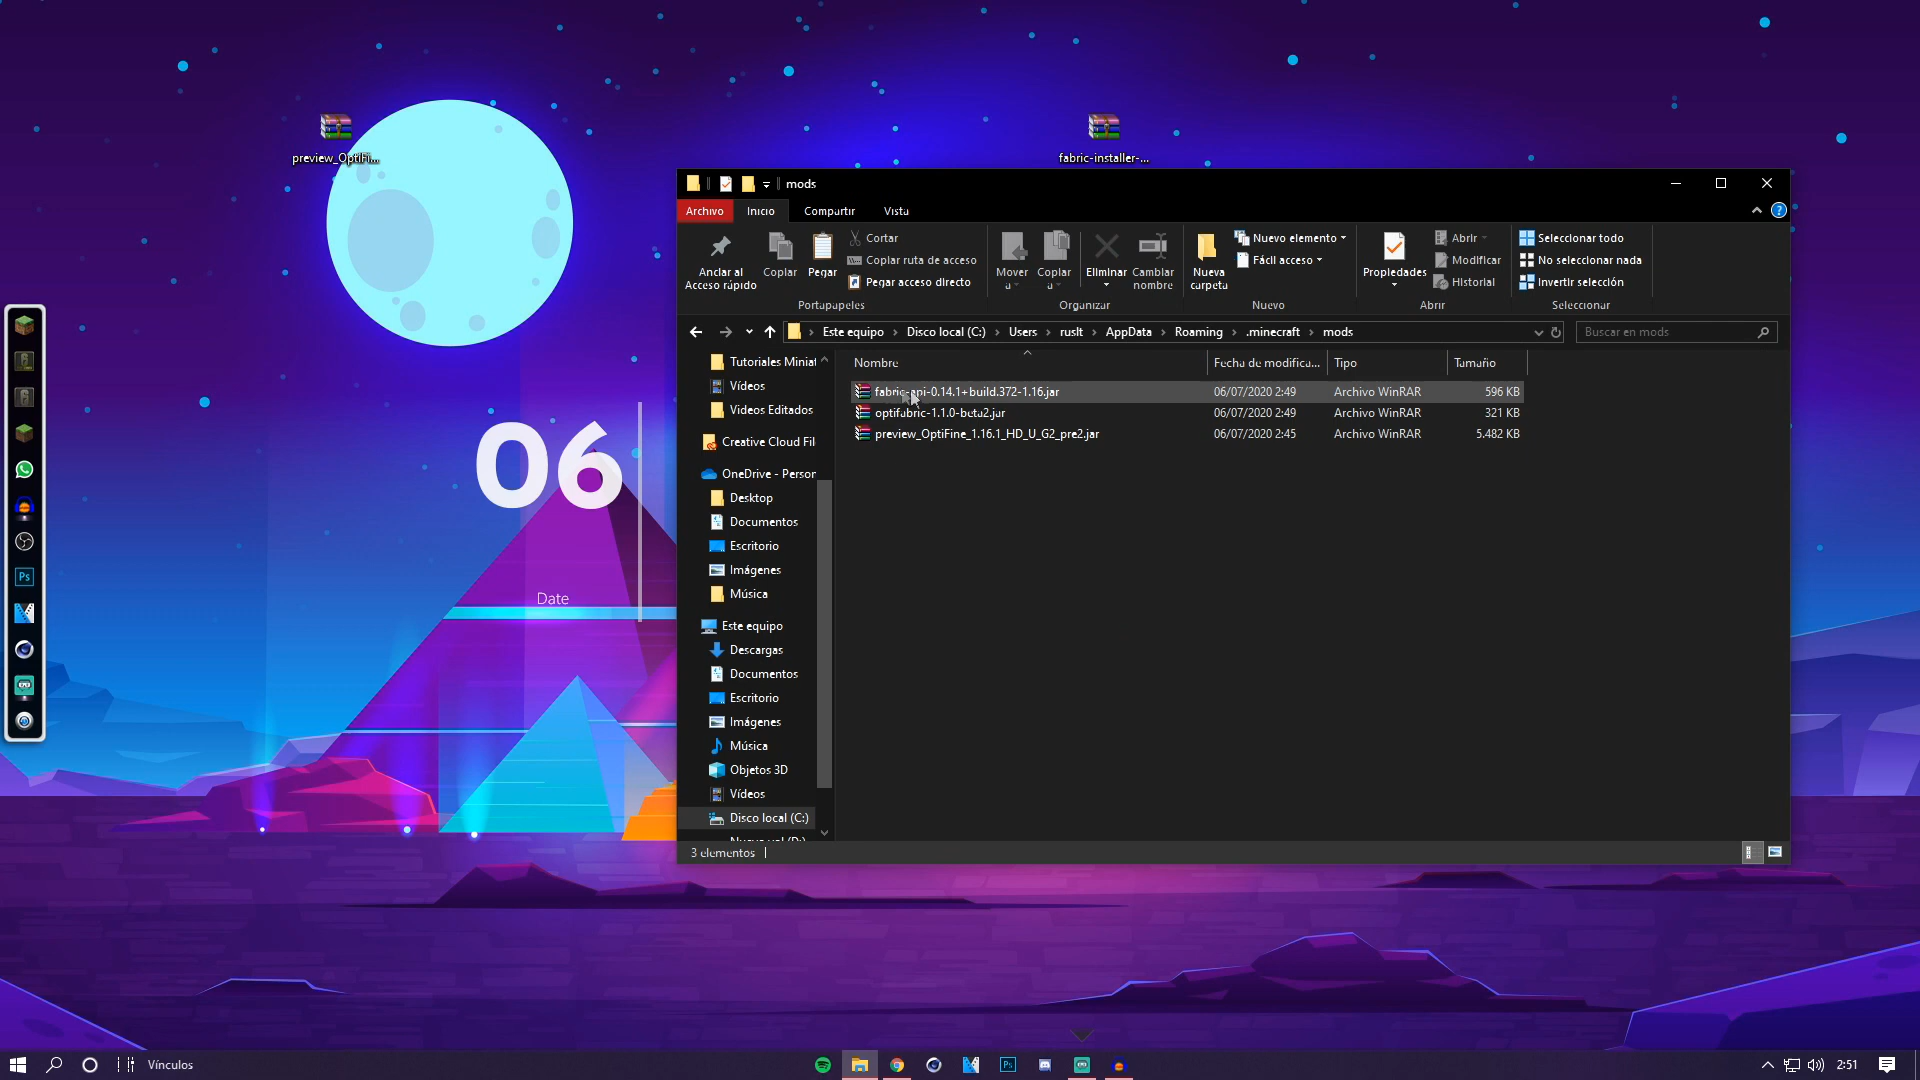 preview_OptiFi...
fabric-installer-...
mods
Archivo
Inicio
Compartir
Vista
Anclar al Acceso rápido
Copiar
Pegar
Cortar
Copiar ruta de acceso
Pegar acceso directo
Portapapeles
Mover a
Copiar a
Eliminar
Cambiar nombre
Organizar
Nueva carpeta
Nuevo elemento
Fácil acceso
Nuevo
Propiedades
Abrir
Modificar
Historial
Abrir
Seleccionar todo
No seleccionar nada
Invertir selección
Seleccionar
Este equipo > Disco local (C:) > Users > ruslt > AppData > Roaming > .minecraft > mods
Buscar en mods
Nombre Fecha de modifica... Tipo Tamaño
fabric-api-0.14.1+build.372-1.16.jar 06/07/2020 2:49 Archivo WinRAR 596 KB
optifabric-1.1.0-beta2.jar 06/07/2020 2:49 Archivo WinRAR 321 KB
preview_OptiFine_1.16.1_HD_U_G2_pre2.jar 06/07/2020 2:45 Archivo WinRAR 5.482 KB
Tutoriales Miniat
Vídeos
Videos Editados
Creative Cloud Fil
OneDrive - Person
Desktop
Documentos
Escritorio
Imágenes
Música
Este equipo
Descargas
Documentos
Escritorio
Imágenes
Música
Objetos 3D
Vídeos
Disco local (C:)
3 elementos
06
Date
Ps
Vínculos
Ps
2:51